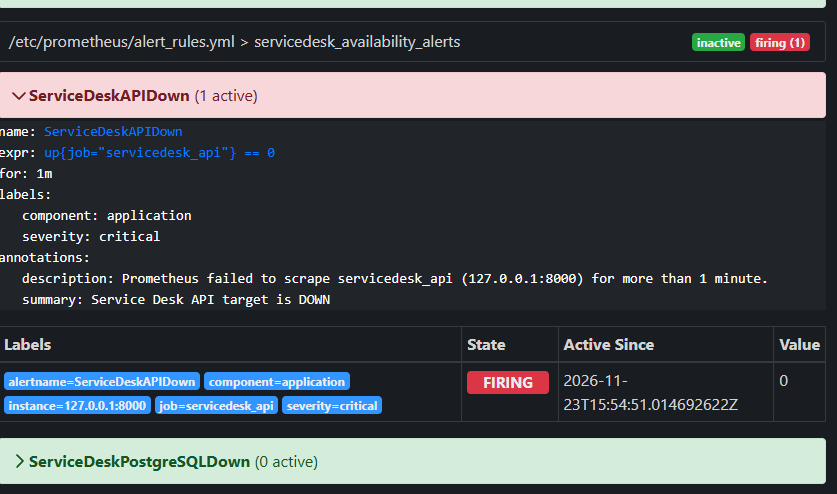 /etc/prometheus/alert_rules.yml > servicedesk_availability_alerts inactive firing (1)
ServiceDeskAPIDown (1 active)
name: ServiceDeskAPIDown
expr: up{job="servicedesk_api"} == 0
for: 1m
labels:
component: application
severity: critical
annotations:
description: Prometheus failed to scrape servicedesk_api (127.0.0.1:8000) for more than 1 minute.
summary: Service Desk API target is DOWN
Labels State Active Since Value
alertname=ServiceDeskAPIDown component=application FIRING 2026-11- 0
instance=127.0.0.1:8000 job=servicedesk_api severity=critical 23T15:54:51.014692622Z
ServiceDeskPostgreSQLDown (0 active)